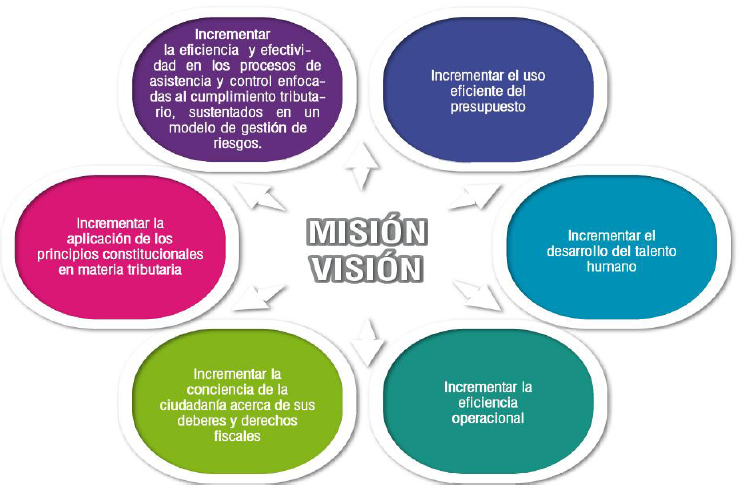 Incrementar
la eficiencia y efectivi-
dad en los procesos de
asistencia y control enfoca-
das al cumplimiento tributa-
rio, sustentados en un
modelo de gestión de
riesgos.
Incrementar el uso
eficiente del
presupuesto
Incrementar la
aplicación de los
principios constitucionales
en materia tributaria
MISIÓN
VISIÓN
Incrementar el
desarrollo del talento
humano
Incrementar la
conciencia de la
ciudadanía acerca de sus
deberes y derechos
fiscales
Incrementar la
eficiencia
operacional